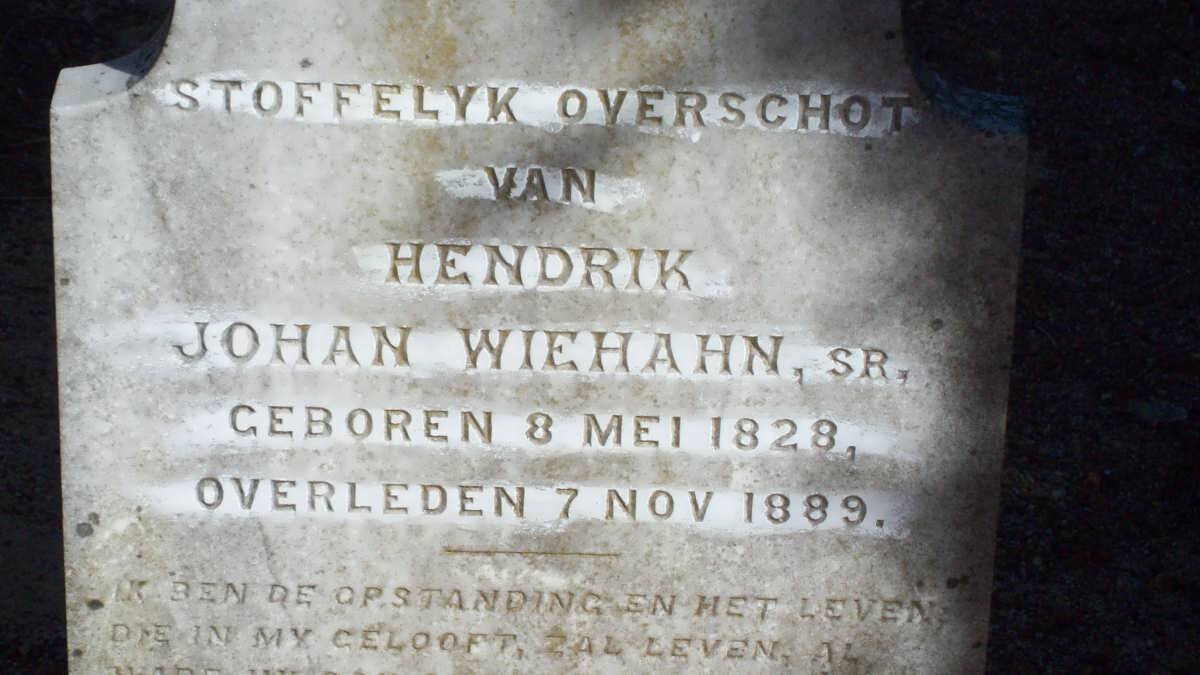 STOFFELYK OVERSCHOT
VAN
HENDRIK
JOHAN WIEHAHN, SR,
GEBOREN 8 MEI 1828,
OVERLEDEN 7 NOV 1889.
IK BEN DE OPSTANDING EN HET LEVEN,
DIE IN MY GELOOFT, ZAL LEVEN, AL